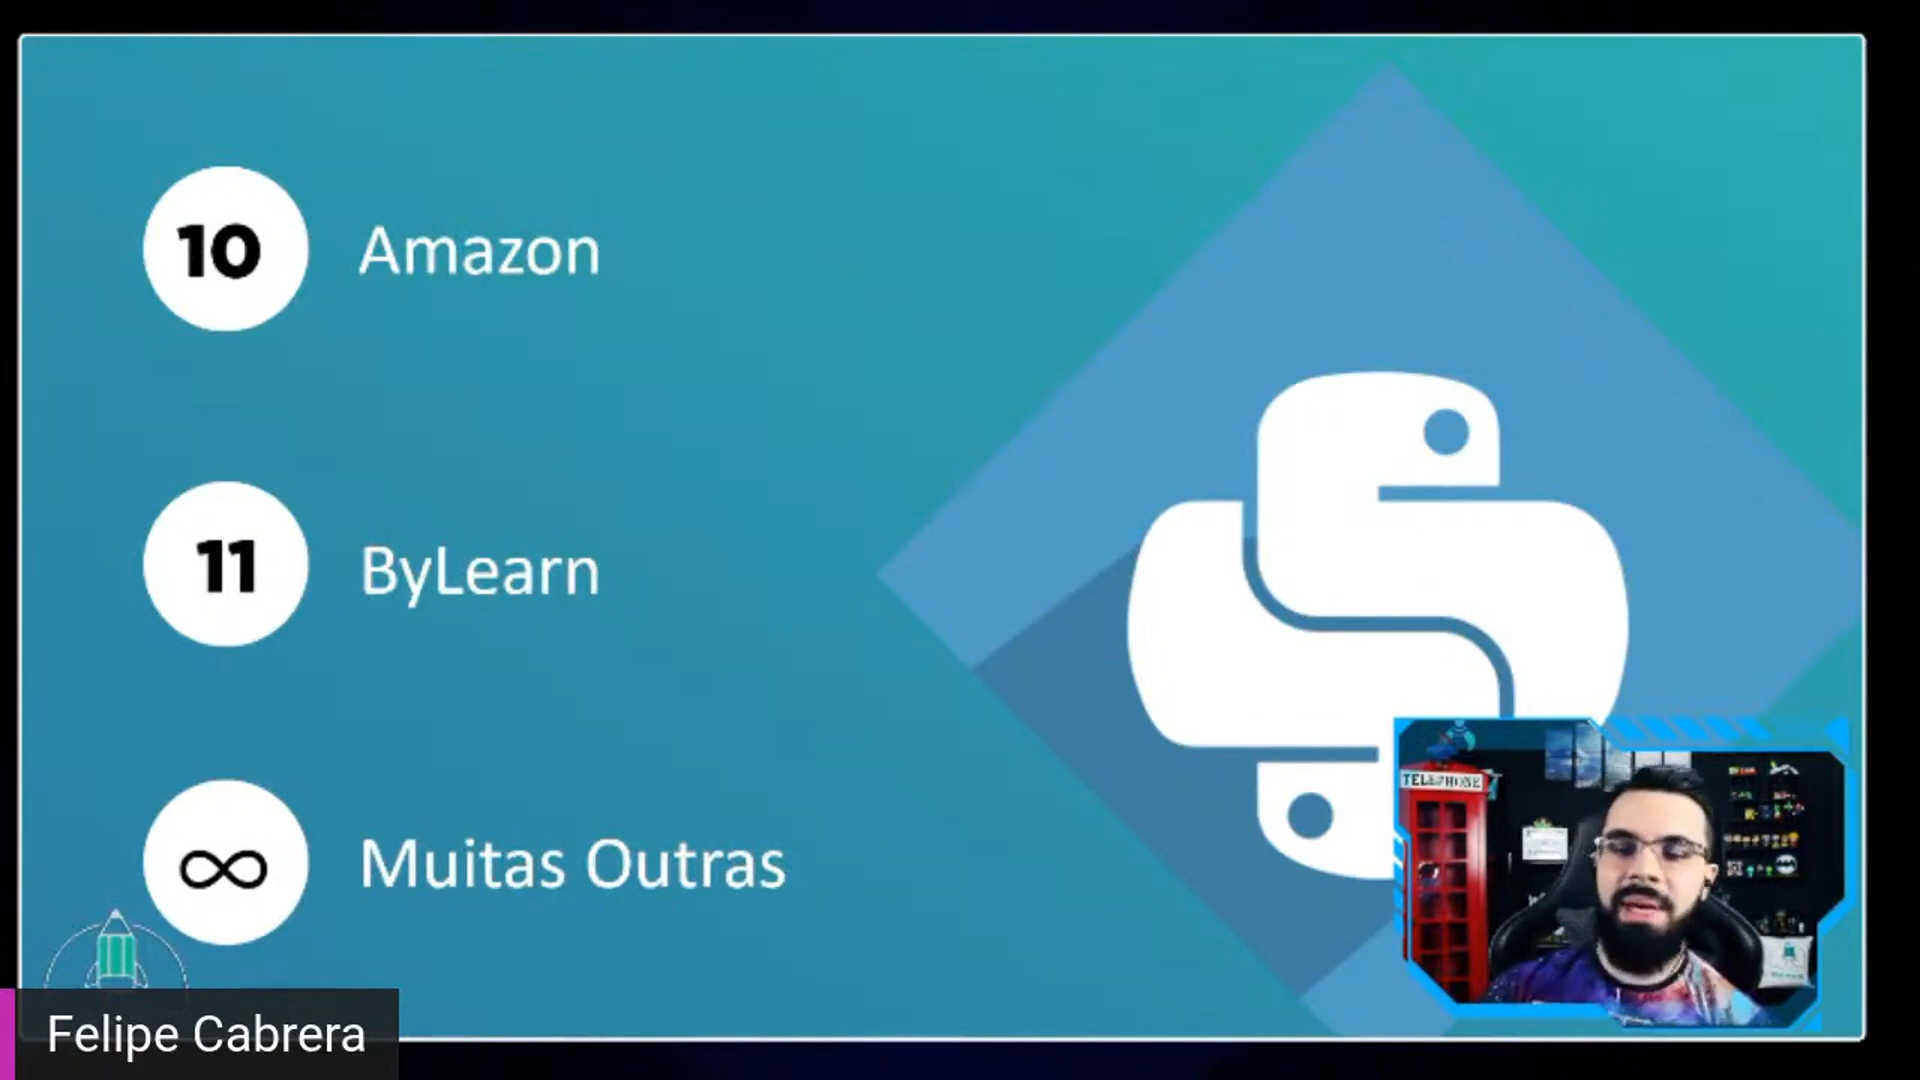 10 Amazon
11 ByLearn
∞ Muitas Outras
TELEPHONE
Felipe Cabrera